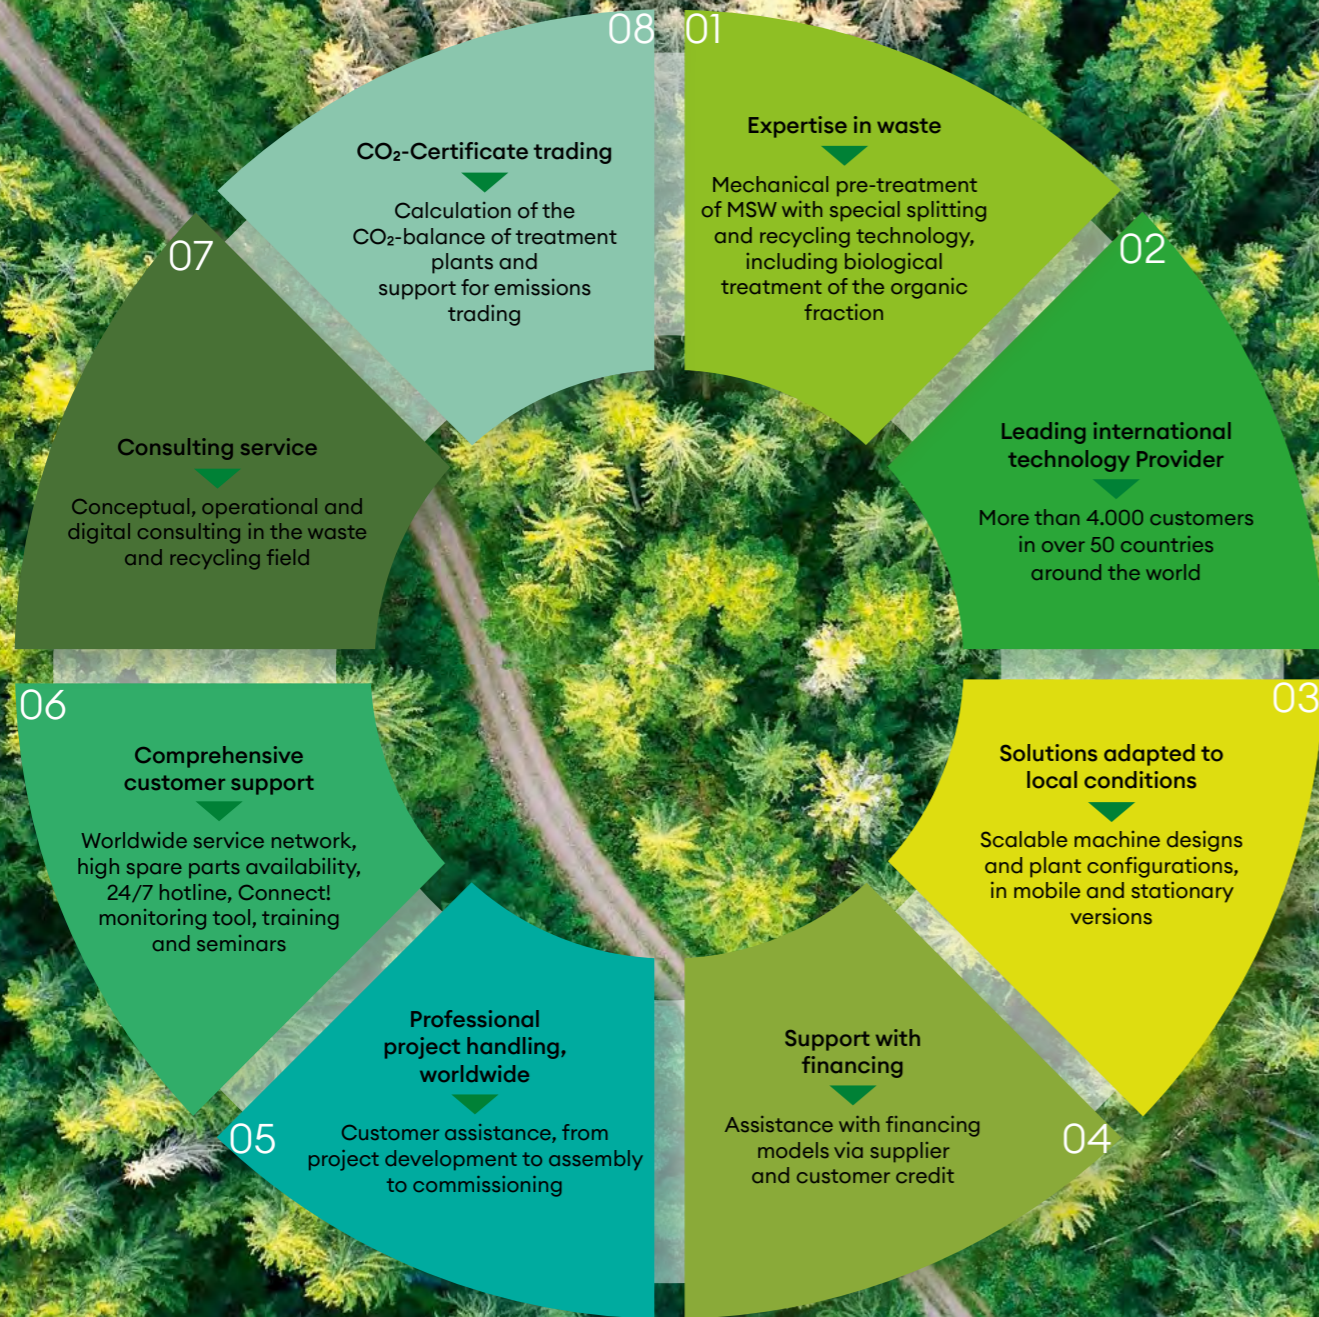 01
Expertise in waste
Mechanical pre-treatment
of MSW with special splitting
and recycling technology,
including biological
treatment of the organic
fraction
02
Leading international
technology Provider
More than 4.000 customers
in over 50 countries
around the world
03
Solutions adapted to
local conditions
Scalable machine designs
and plant configurations,
in mobile and stationary
versions
04
Support with
financing
Assistance with financing
models via supplier
and customer credit
05
Professional
project handling,
worldwide
Customer assistance, from
project development to assembly
to commissioning
06
Comprehensive
customer support
Worldwide service network,
high spare parts availability,
24/7 hotline, Connect!
monitoring tool, training
and seminars
07
Consulting service
Conceptual, operational and
digital consulting in the waste
and recycling field
08
CO₂-Certificate trading
Calculation of the
CO₂-balance of treatment
plants and
support for emissions
trading